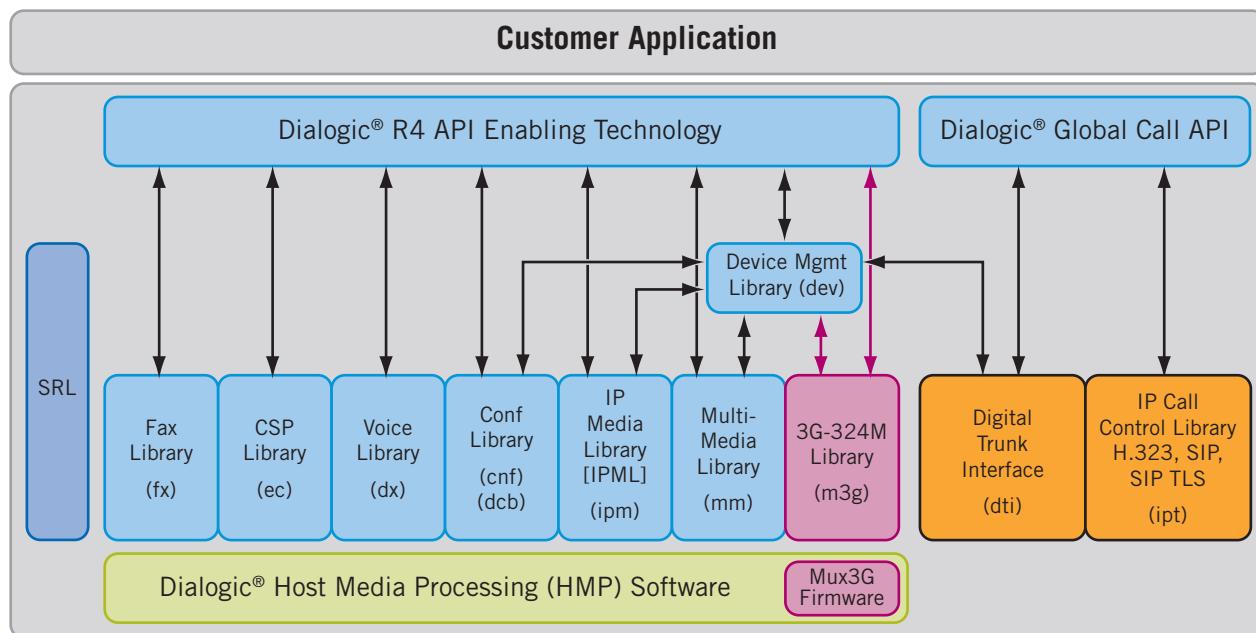 Customer Application
Dialogic® R4 API Enabling Technology
Dialogic® Global Call API
Device Mgmt
Library (dev)
SRL
Fax
Library
(fx)
CSP
Library
(ec)
Voice
Library
(dx)
Conf
Library
(cnf)
(dcb)
IP
Media
Library
[IPML]
(ipm)
Multi-
Media
Library
(mm)
3G-324M
Library
(m3g)
Digital
Trunk
Interface
(dti)
IP Call
Control Library
H.323, SIP,
SIP TLS
(ipt)
Dialogic® Host Media Processing (HMP) Software
Mux3G
Firmware